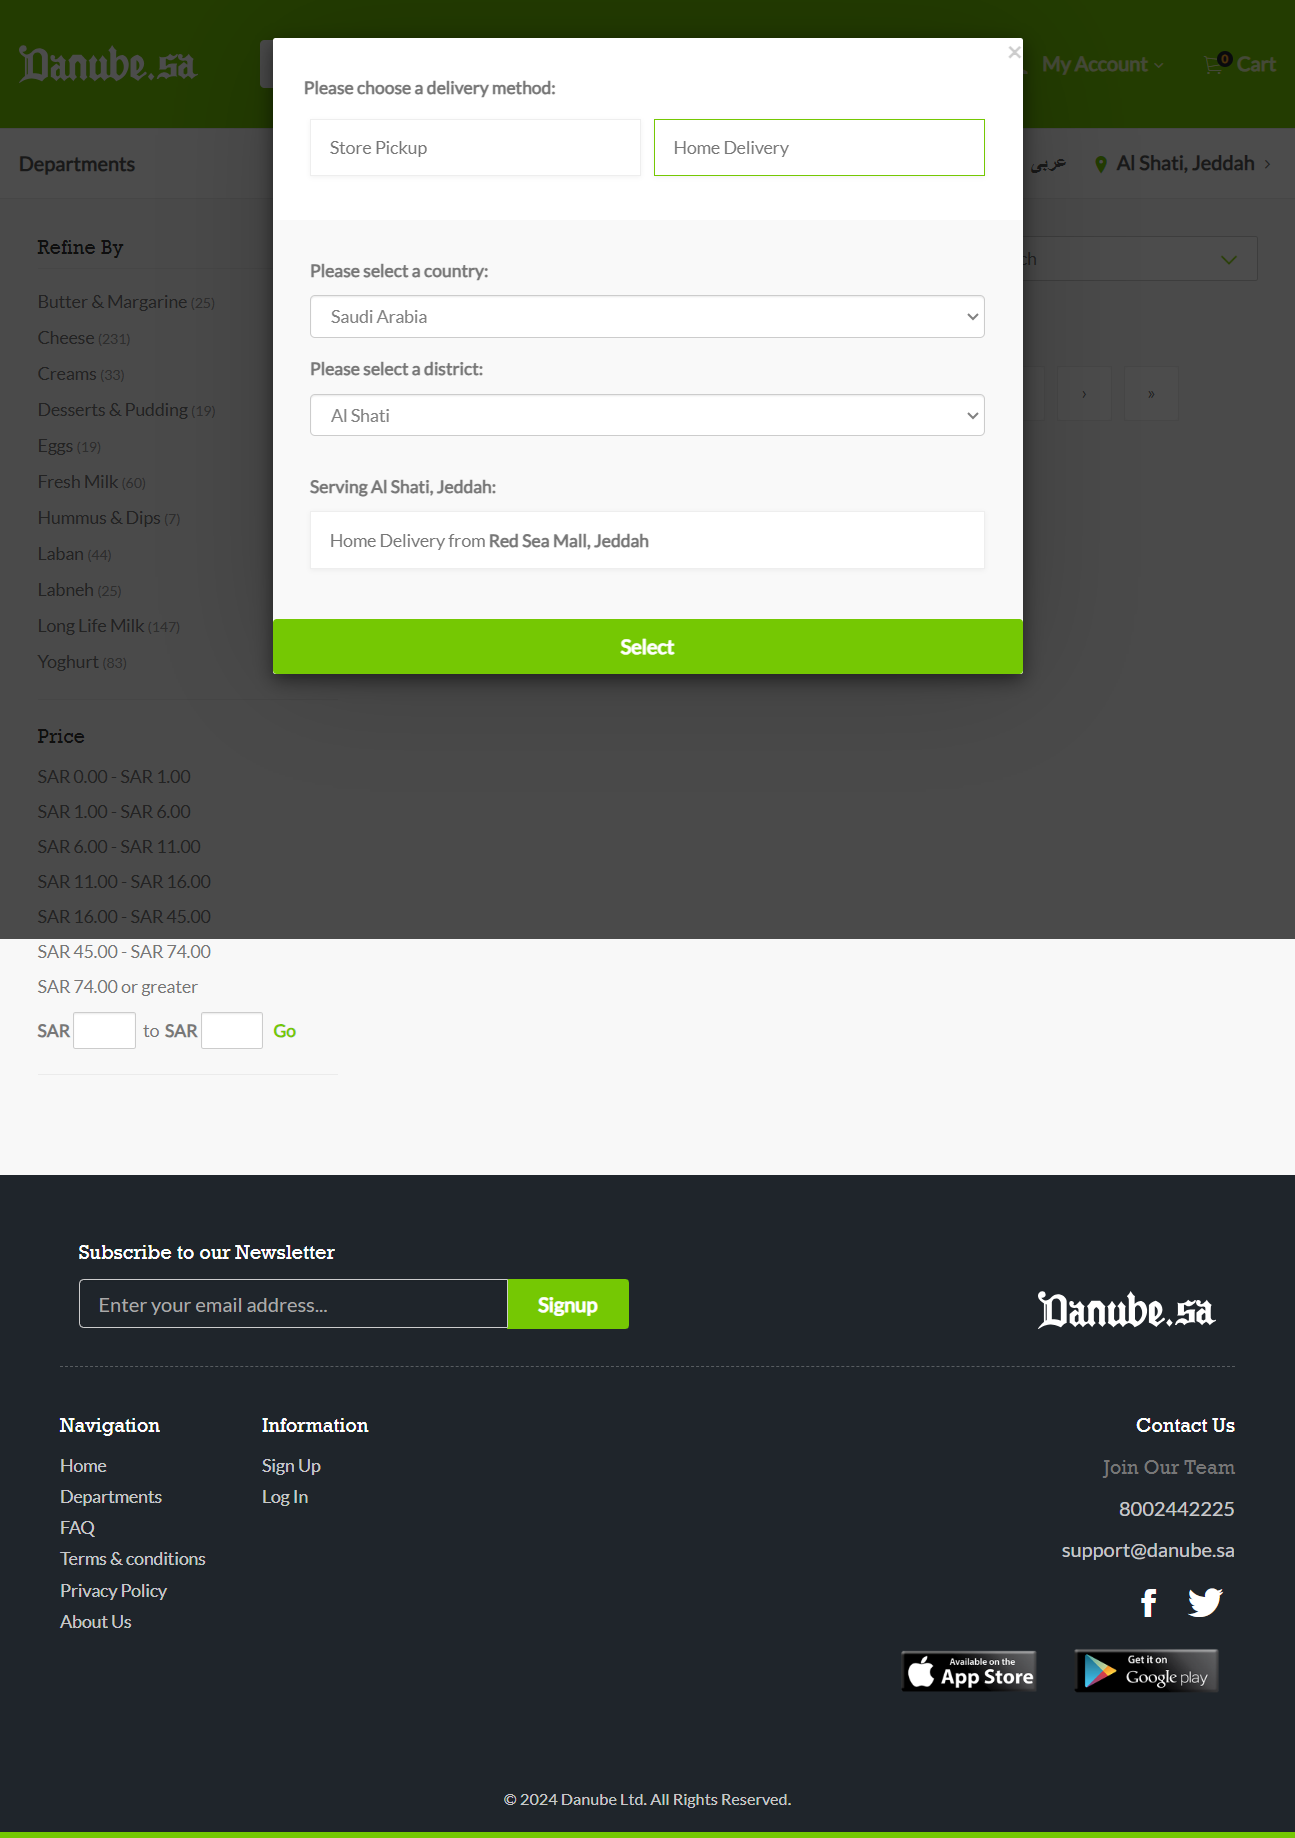 Danube.sa
My Account
0
Cart
×
Please choose a delivery method:
Store Pickup
Home Delivery
Departments
عربى
Al Shati, Jeddah ›
Please select a country:
Saudi Arabia
Please select a district:
Al Shati
Serving Al Shati, Jeddah:
Home Delivery from Red Sea Mall, Jeddah
Select
Refine By
Butter & Margarine (25)
Cheese (231)
Creams (33)
Desserts & Pudding (19)
Eggs (19)
Fresh Milk (60)
Hummus & Dips (7)
Laban (44)
Labneh (25)
Long Life Milk (147)
Yoghurt (83)
› »
Price
SAR 0.00 - SAR 1.00
SAR 1.00 - SAR 6.00
SAR 6.00 - SAR 11.00
SAR 11.00 - SAR 16.00
SAR 16.00 - SAR 45.00
SAR 45.00 - SAR 74.00
SAR 74.00 or greater
SAR to SAR Go
Subscribe to our Newsletter
Enter your email address...
Signup
Danube.sa
Navigation
Home
Departments
FAQ
Terms & conditions
Privacy Policy
About Us
Information
Sign Up
Log In
Contact Us
Join Our Team
8002442225
support@danube.sa
Available on the
App Store
Get it on
Google play
© 2024 Danube Ltd. All Rights Reserved.